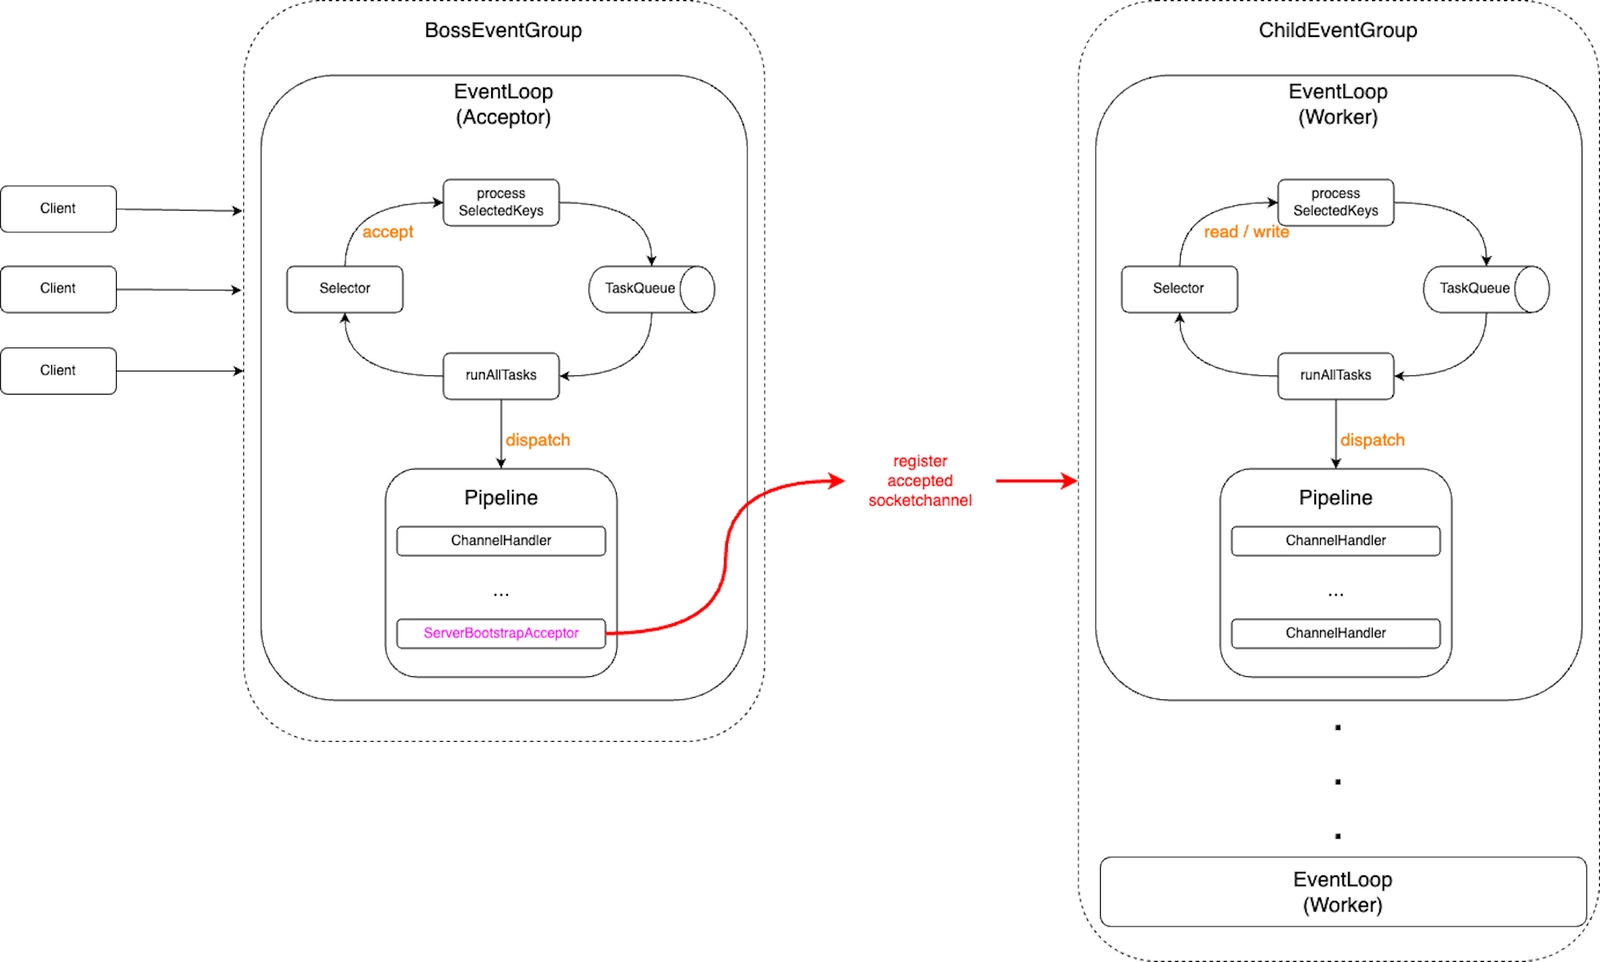 BossEventGroup
EventLoop
(Acceptor)
Client
Client
Client
process
SelectedKeys
accept
Selector
TaskQueue
runAllTasks
dispatch
Pipeline
ChannelHandler
...
ServerBootstrapAcceptor
register
accepted
socketchannel
ChildEventGroup
EventLoop
(Worker)
process
SelectedKeys
read / write
Selector
TaskQueue
runAllTasks
dispatch
Pipeline
ChannelHandler
...
ChannelHandler
.
.
.
EventLoop
(Worker)